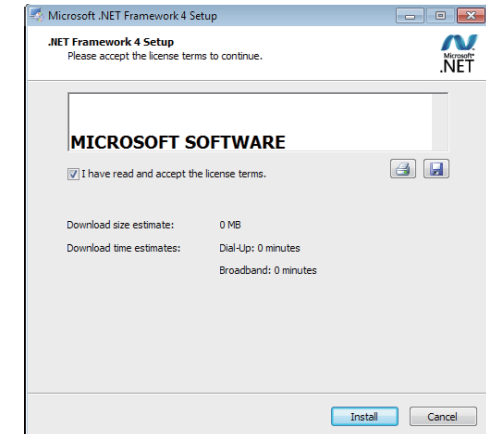 Microsoft .NET Framework 4 Setup
.NET Framework 4 Setup
Please accept the license terms to continue.
Microsoft®
.NET
MICROSOFT SOFTWARE
I have read and accept the license terms.
Download size estimate: 0 MB
Download time estimates: Dial-Up: 0 minutes
Broadband: 0 minutes
Install Cancel